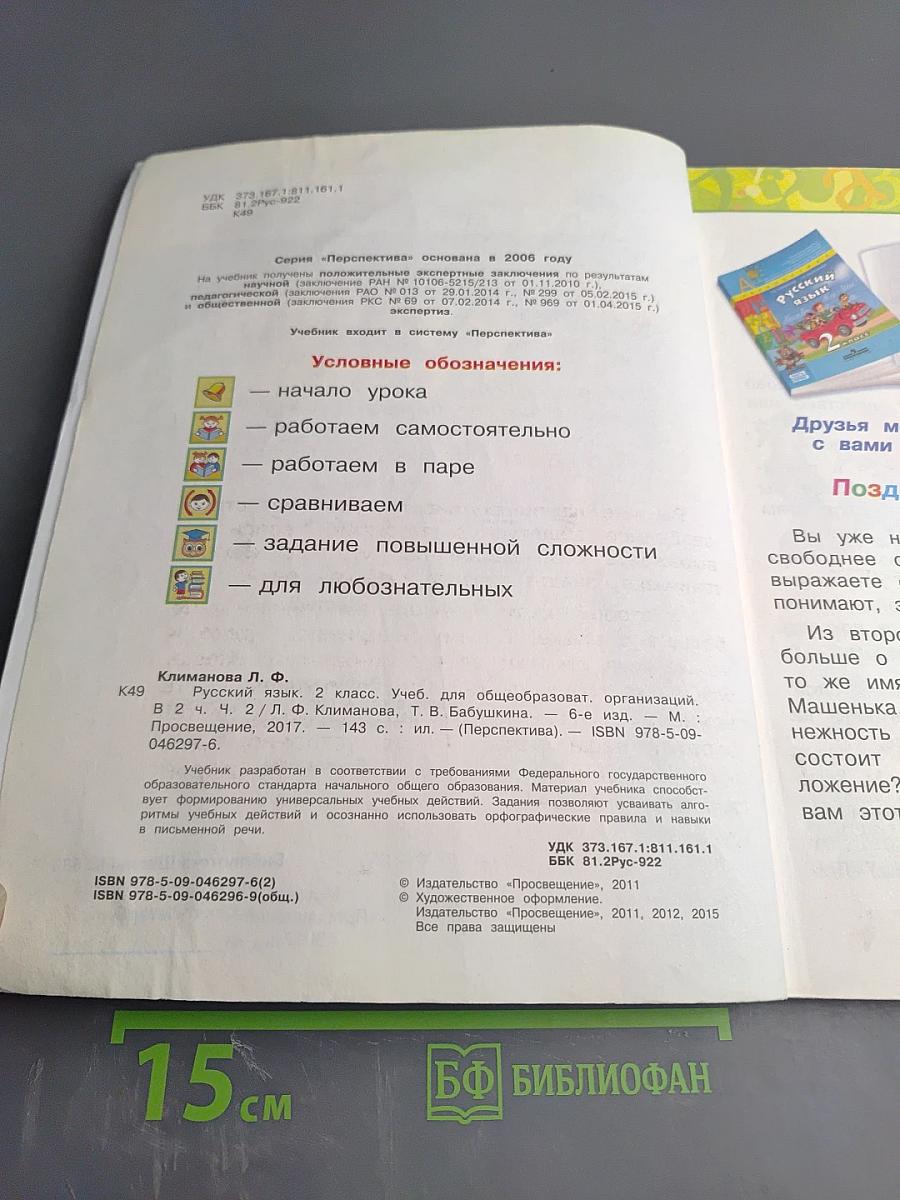 УДК 373.167.1:811.161.1
ББК 81.2Рус-922
К49
Серия «Перспектива» основана в 2006 году
На учебник получены положительные экспертные заключения по результатам
научной (заключение РАН № 10106-5215/213 от 01.11.2010 г.),
педагогической (заключения РАО № 013 от 29.01.2014 г., № 299 от 05.02.2015 г.)
и общественной (заключения РКС № 69 от 07.02.2014 г., № 969 от 01.04.2015 г.)
экспертиз.
Учебник входит в систему «Перспектива»
Условные обозначения:
— начало урока
— работаем самостоятельно
— работаем в паре
— сравниваем
— задание повышенной сложности
— для любознательных
Климанова Л. Ф.
К49 Русский язык. 2 класс. Учеб. для общеобразоват. организаций.
В 2 ч. Ч. 2 / Л. Ф. Климанова, Т. В. Бабушкина. — 6-е изд. — М. :
Просвещение, 2017. — 143 с. : ил. — (Перспектива). — ISBN 978-5-09-
046297-6.
Учебник разработан в соответствии с требованиями Федерального государственного
образовательного стандарта начального общего образования. Материал учебника способст-
вует формированию универсальных учебных действий. Задания позволяют усваивать алго-
ритмы учебных действий и осознанно использовать орфографические правила и навыки
в письменной речи.
УДК 373.167.1:811.161.1
ББК 81.2Рус-922
ISBN 978-5-09-046297-6(2)
ISBN 978-5-09-046296-9(общ.)
© Издательство «Просвещение», 2011
© Художественное оформление.
Издательство «Просвещение», 2011, 2012, 2015
Все права защищены
Русский
язык
2 класс
Друзья м
с вами
Позд
Вы уже н
свободнее с
выражаете
понимают, з
Из второ
больше о
то же имя
Машенька.
нежность
состоит
ложение?
вам этот
15 см
БФ БИБЛИОФАН